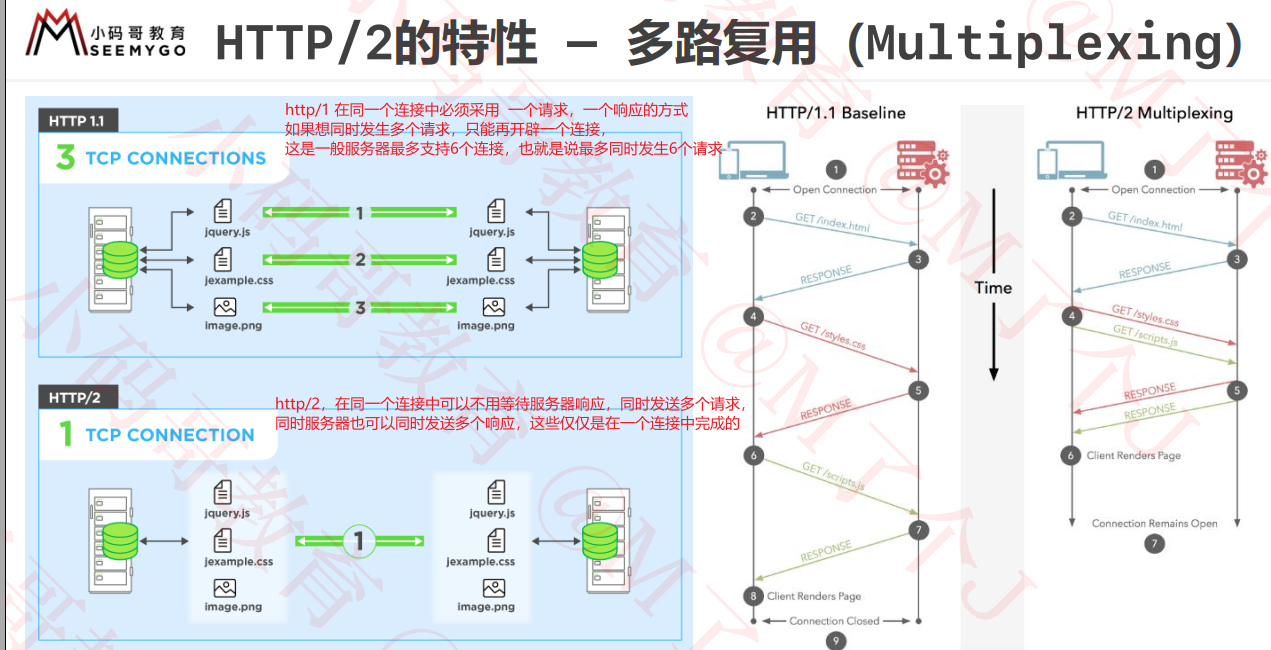 小码哥教育
SEEMYGO
HTTP/2的特性 — 多路复用 (Multiplexing)
HTTP 1.1
3 TCP CONNECTIONS
http/1 在同一个连接中必须采用 一个请求，一个响应的方式
如果想同时发生多个请求，只能再开辟一个连接，
这是一般服务器最多支持6个连接，也就是说最多同时发生6个请求
jquery.js
1
jquery.js
jexample.css
2
jexample.css
image.png
3
image.png
HTTP/2
1 TCP CONNECTION
http/2，在同一个连接中可以不用等待服务器响应，同时发送多个请求，
同时服务器也可以同时发送多个响应，这些仅仅是在一个连接中完成的
jquery.js
jquery.js
jexample.css
1
jexample.css
image.png
image.png
HTTP/1.1 Baseline
1
Open Connection
2
GET /index.html
3
RESPONSE
4
GET /styles.css
5
RESPONSE
6
GET /scripts.js
7
RESPONSE
8 Client Renders Page
Connection Closed
9
Time
HTTP/2 Multiplexing
1
Open Connection
2
GET /index.html
3
RESPONSE
4
GET /styles.css
GET /scripts.js
5
RESPONSE
RESPONSE
6 Client Renders Page
Connection Remains Open
7
小码哥教育 @M了个J